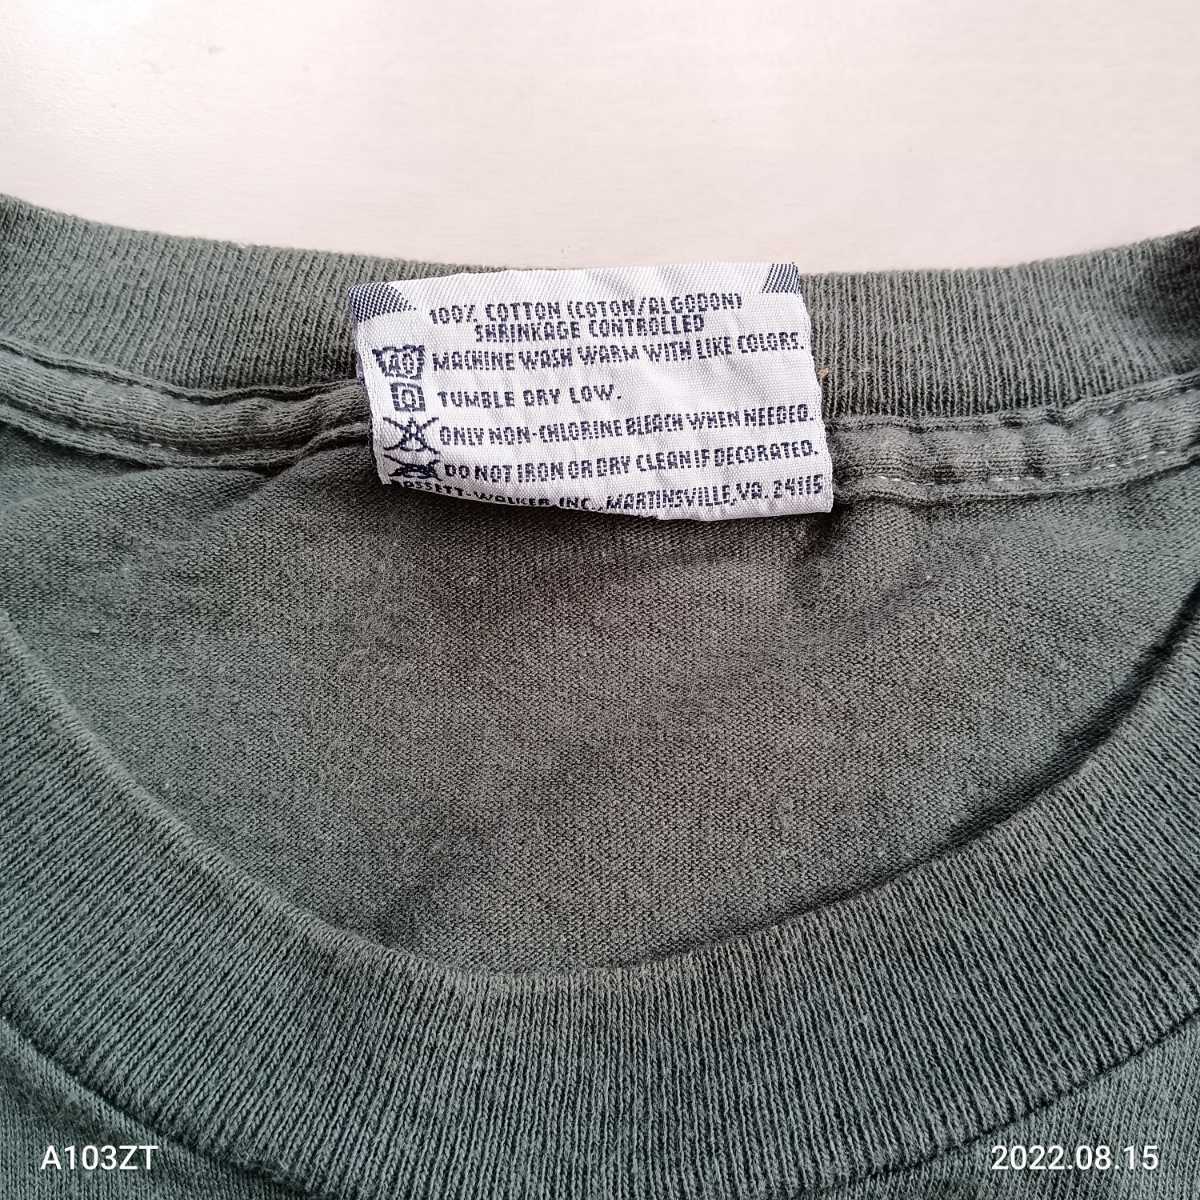 100% COTTON (COTON/ALGODON)
SHRINKAGE CONTROLLED
40 MACHINE WASH WARM WITH LIKE COLORS.
TUMBLE DRY LOW.
ONLY NON-CHLORINE BLEACH WHEN NEEDED.
DO NOT IRON OR DRY CLEAN IF DECORATED.
BASSETT-WALKER, INC., MARTINSVILLE, VA. 24115
A103ZT
2022.08.15